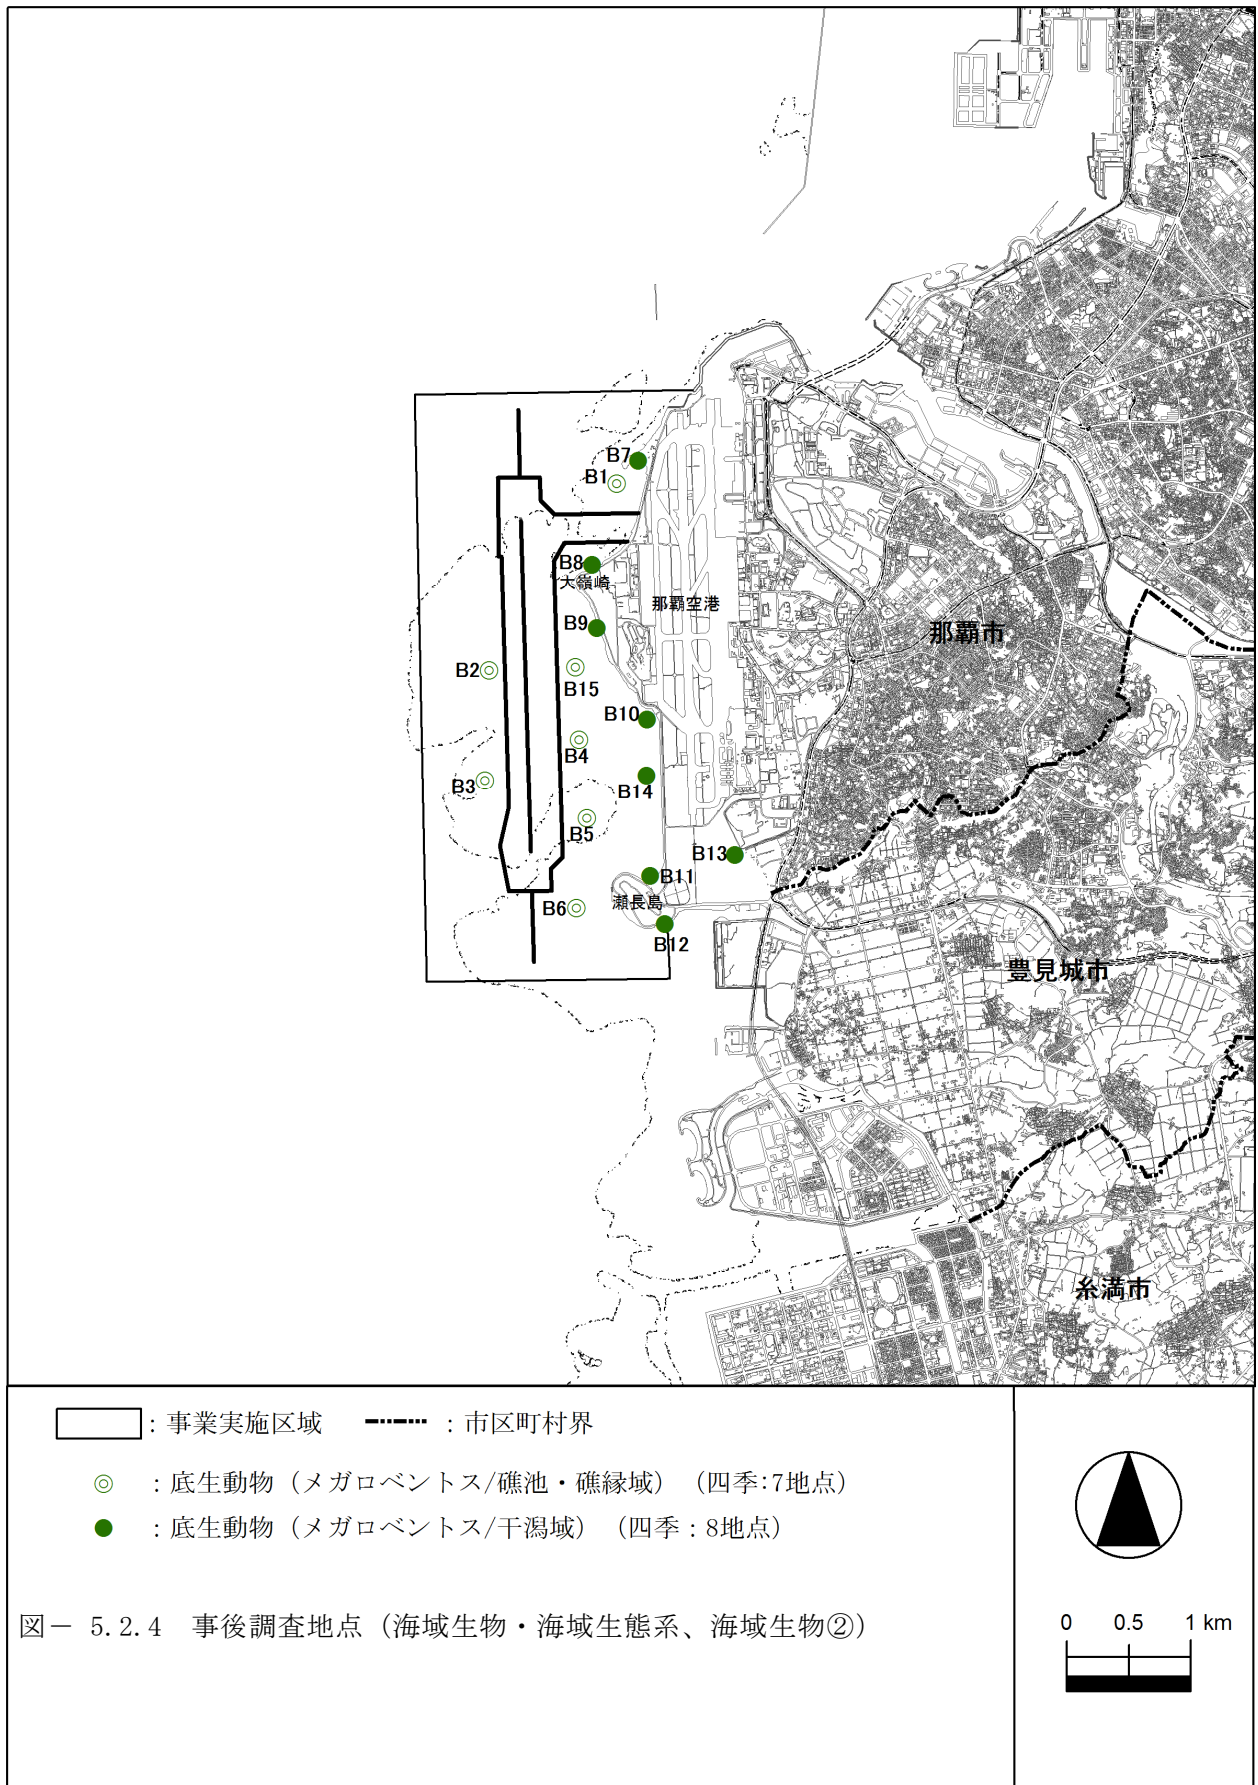 B7
B1
B8
大嶺崎
那覇空港
B9
那覇市
B2
B15
B10
B4
B3
B14
B5
B13
B11
瀬長島
B6
B12
豊見城市
糸満市
：事業実施区域
：市区町村界
◎ ：底生動物（メガロベントス/礁池・礁縁域）（四季:7地点）
● ：底生動物（メガロベントス/干潟域）（四季：8地点）
図－ 5.2.4 事後調査地点（海域生物・海域生態系、海域生物②）
0 0.5 1 km